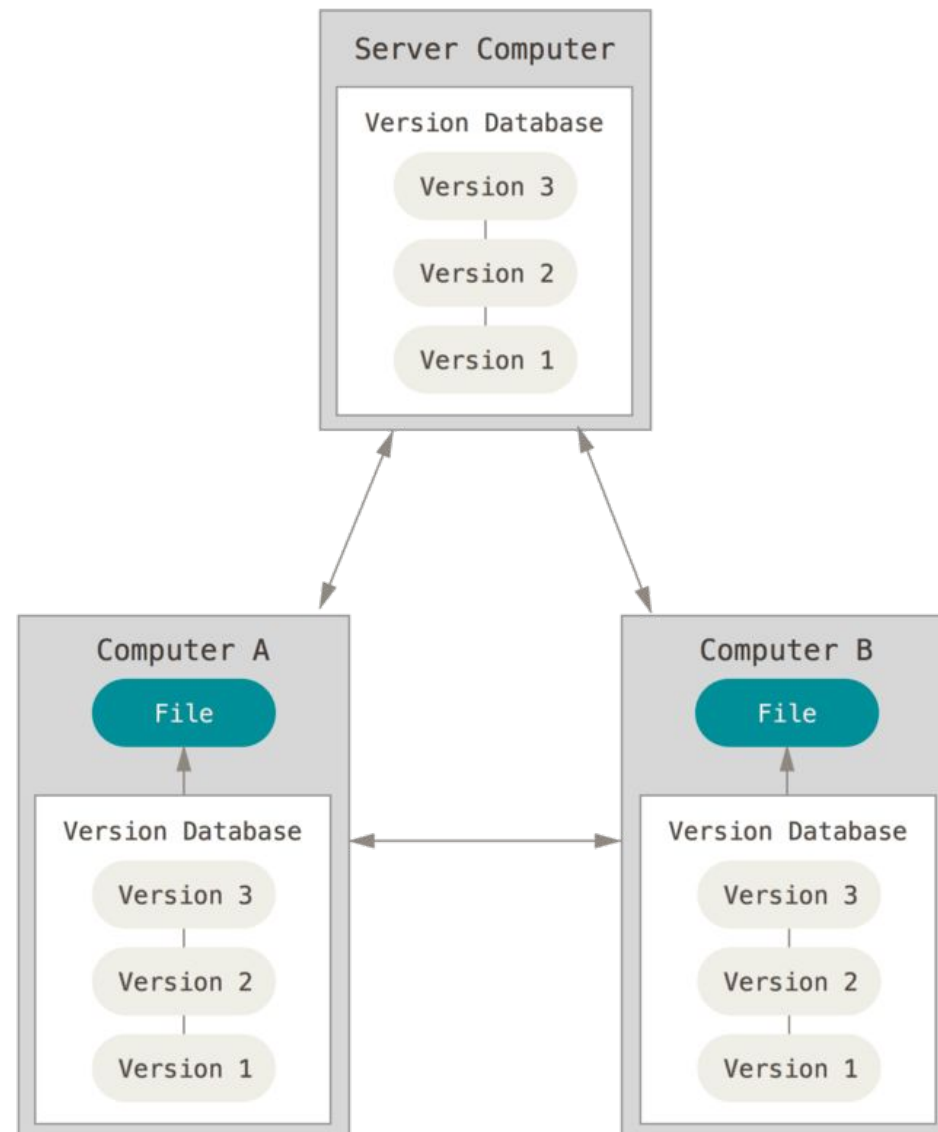 Server Computer
Version Database
Version 3
Version 2
Version 1
Computer A
File
Version Database
Version 3
Version 2
Version 1
Computer B
File
Version Database
Version 3
Version 2
Version 1